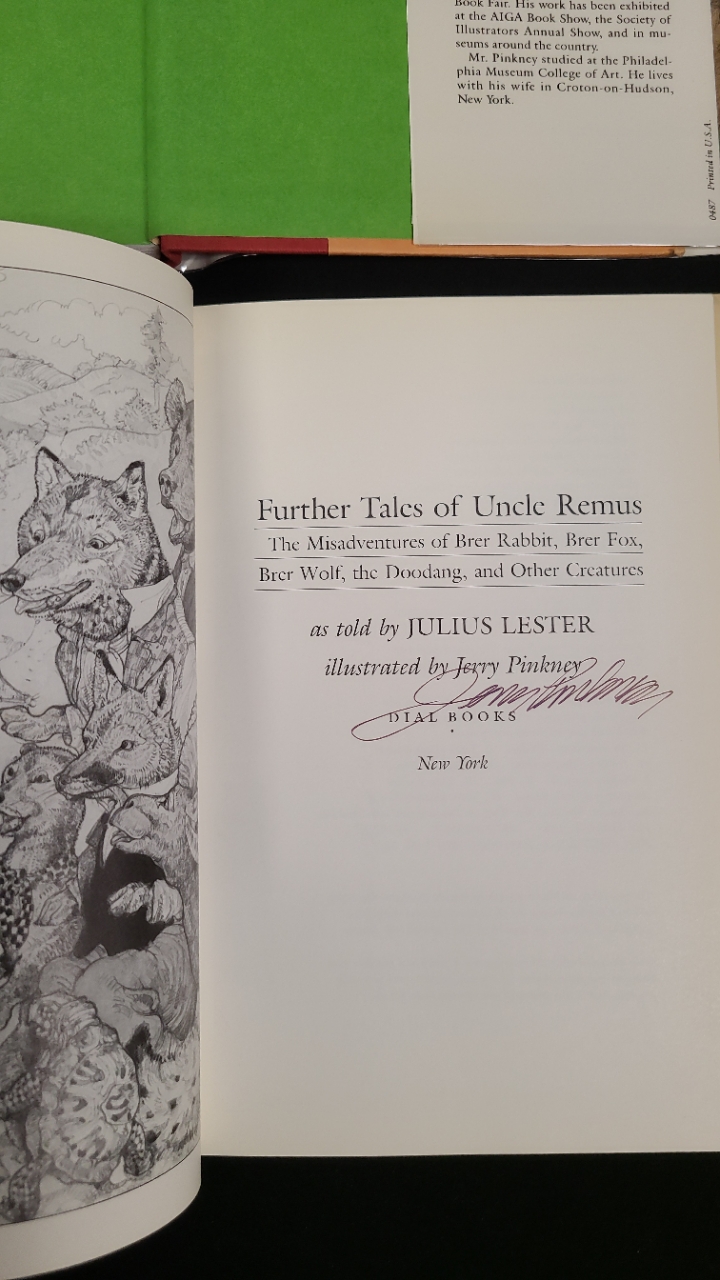 Book Fair. His work has been exhibited
at the AIGA Book Show, the Society of
Illustrators Annual Show, and in mu-
seums around the country.
Mr. Pinkney studied at the Philadel-
phia Museum College of Art. He lives
with his wife in Croton-on-Hudson,
New York.
0487 Printed in U.S.A.
Further Tales of Uncle Remus
The Misadventures of Brer Rabbit, Brer Fox,
Brer Wolf, the Doodang, and Other Creatures
as told by JULIUS LESTER
illustrated by Jerry Pinkney
Jerry Pinkney
DIAL BOOKS
New York